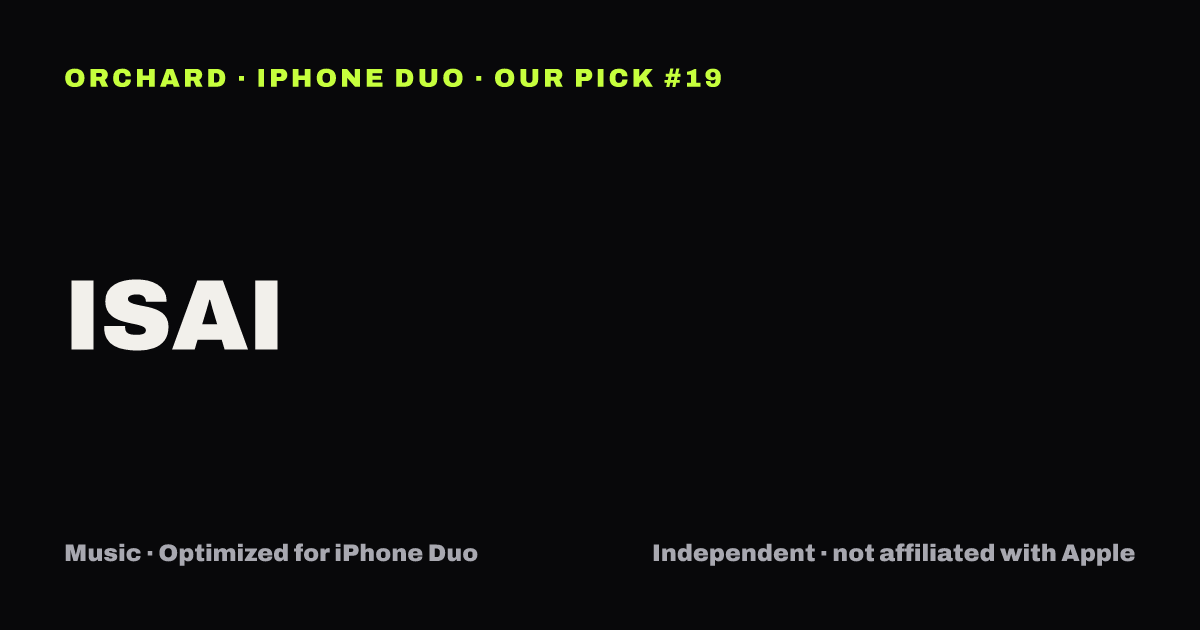 ORCHARD · IPHONE DUO · OUR PICK #19
ISAI
Music · Optimized for iPhone Duo
Independent · not affiliated with Apple